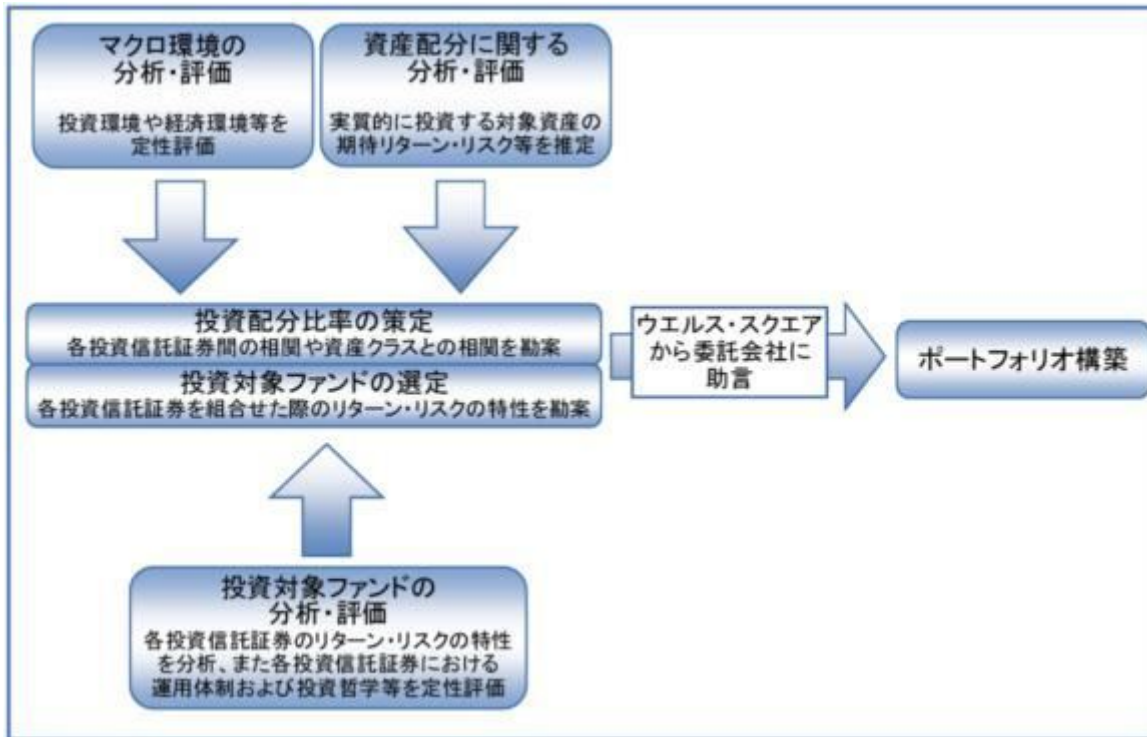 マクロ環境の
分析・評価
投資環境や経済環境等を
定性評価
資産配分に関する
分析・評価
実質的に投資する対象資産の
期待リターン・リスク等を推定
投資配分比率の策定
各投資信託証券間の相関や資産クラスとの相関を勘案
投資対象ファンドの選定
各投資信託証券を組合せた際のリターン・リスクの特性を勘案
ウエルス・スクエア
から委託会社に
助言
ポートフォリオ構築
投資対象ファンドの
分析・評価
各投資信託証券のリターン・リスクの特性
を分析、また各投資信託証券における
運用体制および投資哲学等を定性評価